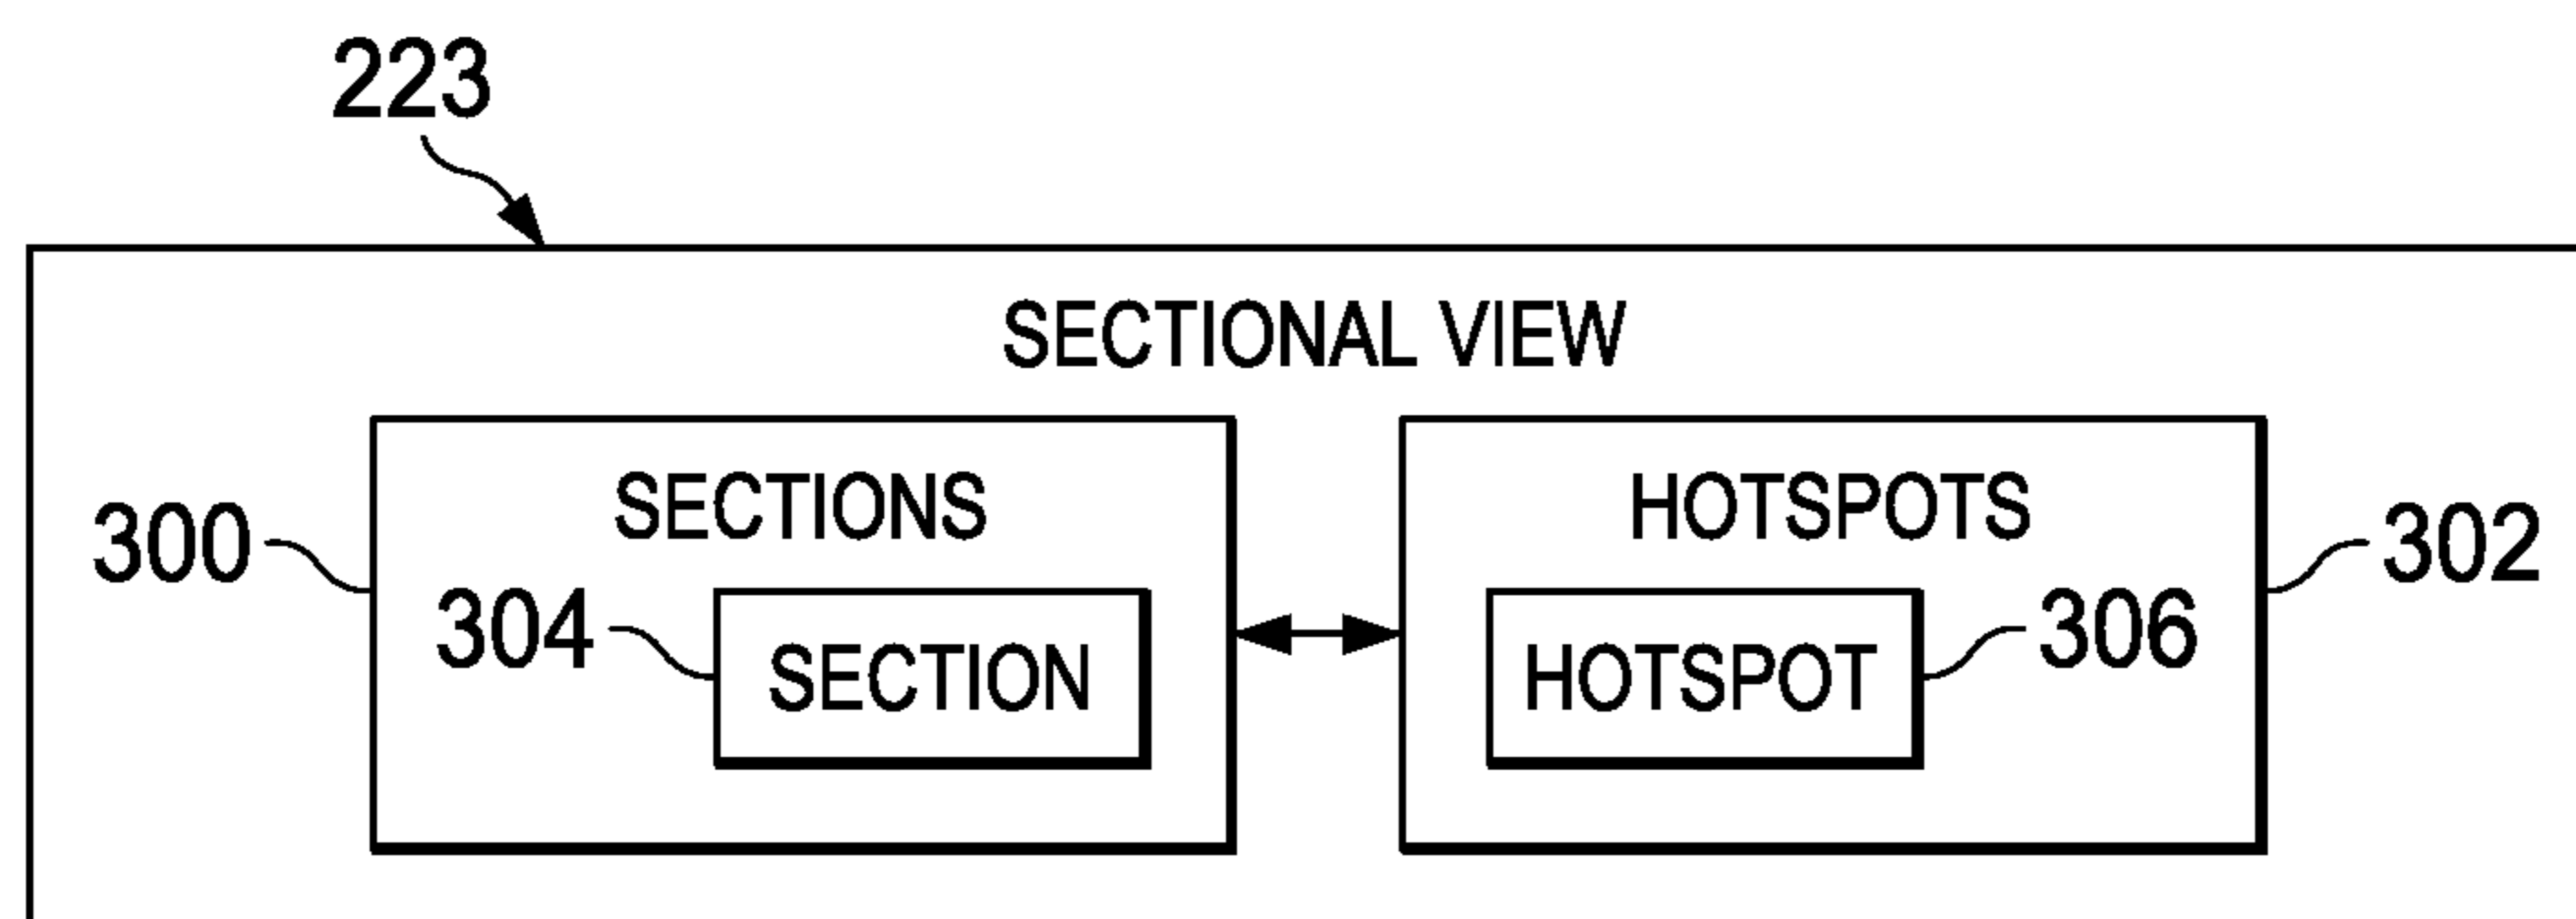 223
SECTIONAL VIEW
SECTIONS
HOTSPOTS
300
302
304
306
SECTION
HOTSPOT